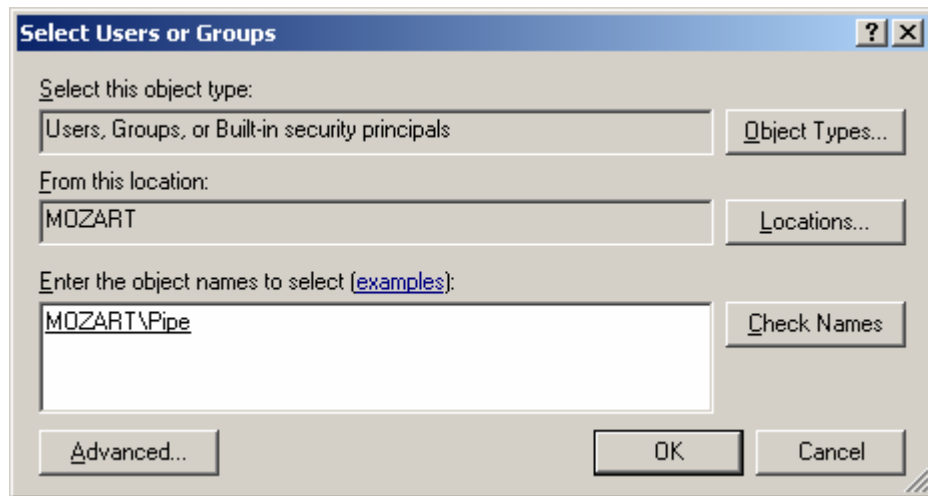 Select Users or Groups
Select this object type:
Users, Groups, or Built-in security principals
Object Types...
From this location:
MOZART
Locations...
Enter the object names to select (examples):
MOZART\Pipe
Check Names
Advanced...
OK
Cancel